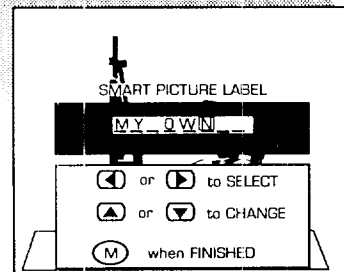 SMART PICTURE LABEL
MY OWN
◀ or ▶ to SELECT
▲ or ▼ to CHANGE
M when FINISHED